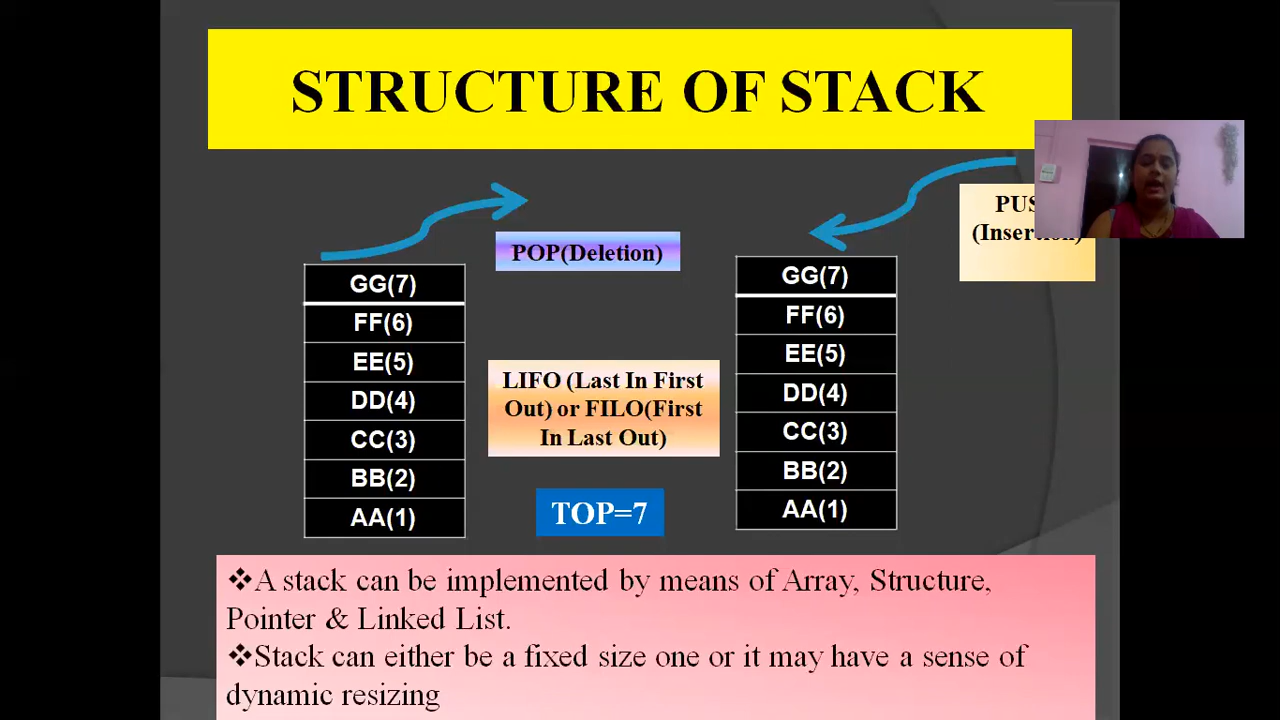 STRUCTURE OF STACK
POP(Deletion)
(Insertion)
GG(7)
FF(6)
EE(5)
DD(4)
CC(3)
BB(2)
AA(1)
LIFO (Last In First
Out) or FILO(First
In Last Out)
TOP=7
GG(7)
FF(6)
EE(5)
DD(4)
CC(3)
BB(2)
AA(1)
❖A stack can be implemented by means of Array, Structure,
Pointer & Linked List.
❖Stack can either be a fixed size one or it may have a sense of
dynamic resizing